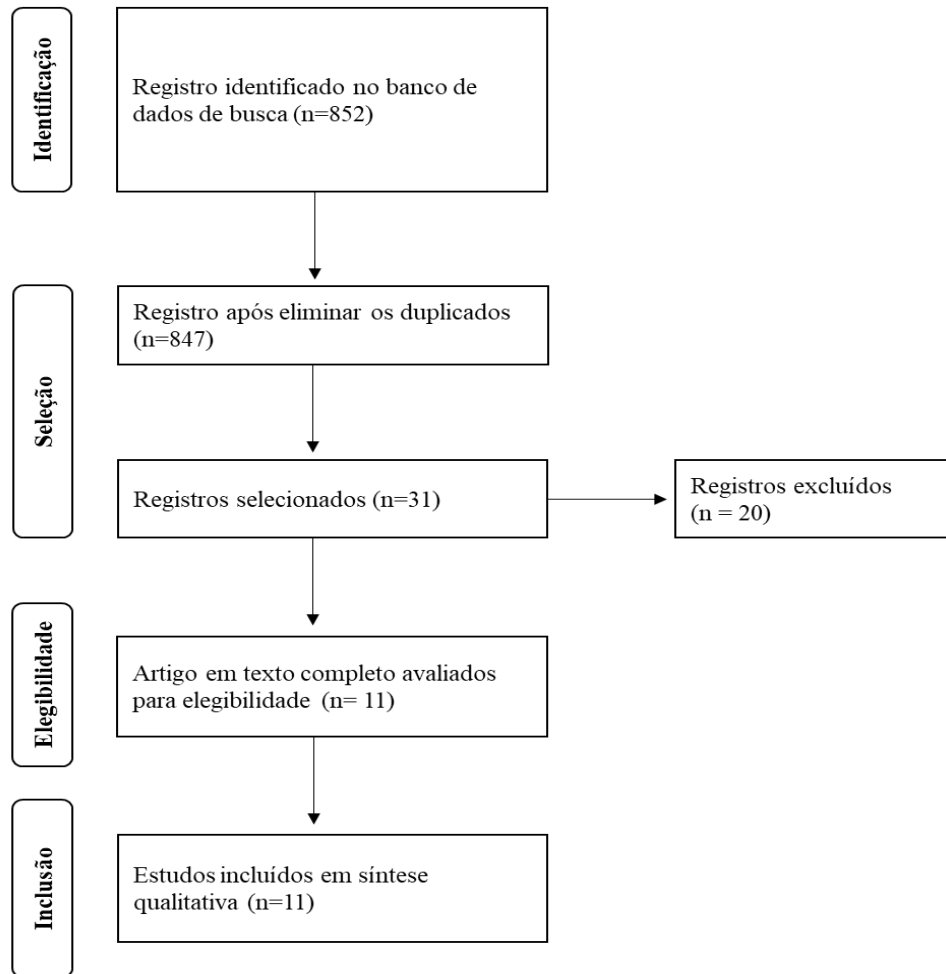 Identificação
Registro identificado no banco de
dados de busca (n=852)
Seleção
Registro após eliminar os duplicados
(n=847)
Registros selecionados (n=31)
Registros excluídos
(n = 20)
Elegibilidade
Artigo em texto completo avaliados
para elegibilidade (n= 11)
Inclusão
Estudos incluídos em síntese
qualitativa (n=11)